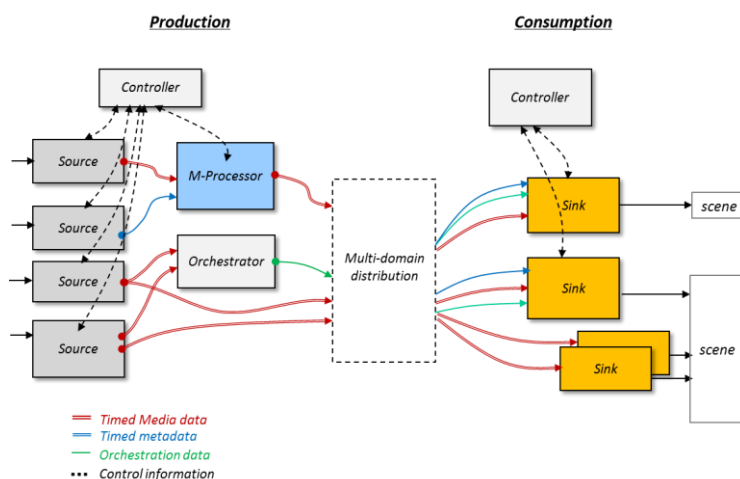 Production
Consumption
Controller
Controller
Source
M-Processor
Source
Sink
scene
Source
Orchestrator
Multi-domain
distribution
Sink
Source
scene
Sink
Timed Media data
Timed metadata
Orchestration data
Control information